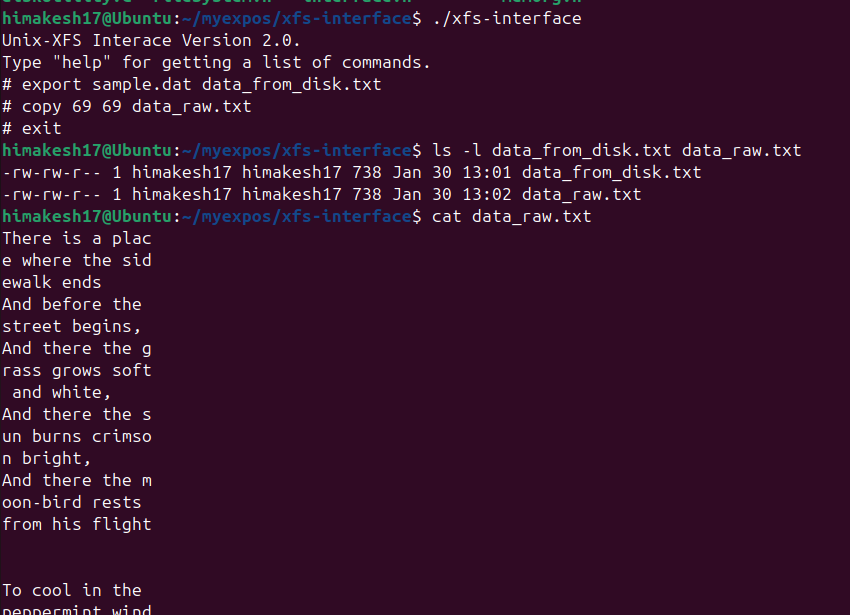 himakesh17@Ubuntu:~/myexpos/xfs-interface$ ./xfs-interface
Unix-XFS Interace Version 2.0.
Type "help" for getting a list of commands.
# export sample.dat data_from_disk.txt
# copy 69 69 data_raw.txt
# exit
himakesh17@Ubuntu:~/myexpos/xfs-interface$ ls -l data_from_disk.txt data_raw.txt
-rw-rw-r-- 1 himakesh17 himakesh17 738 Jan 30 13:01 data_from_disk.txt
-rw-rw-r-- 1 himakesh17 himakesh17 738 Jan 30 13:02 data_raw.txt
himakesh17@Ubuntu:~/myexpos/xfs-interface$ cat data_raw.txt
There is a plac
e where the sid
ewalk ends
And before the
street begins,
And there the g
rass grows soft
 and white,
And there the s
un burns crimso
n bright,
And there the m
oon-bird rests
from his flight
To cool in the
peppermint wind